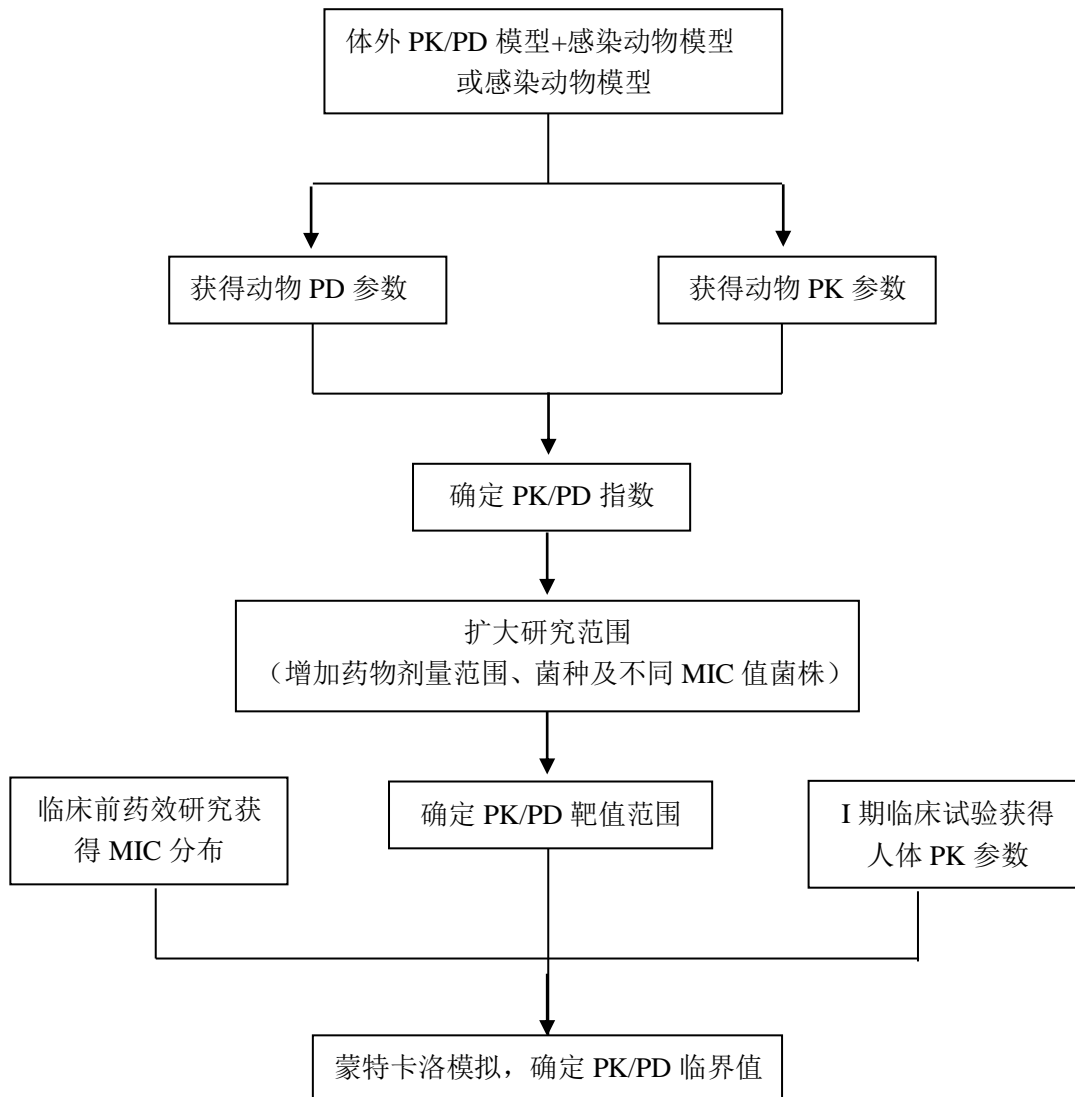 体外 PK/PD 模型+感染动物模型
或感染动物模型
获得动物 PD 参数
获得动物 PK 参数
确定 PK/PD 指数
扩大研究范围
（增加药物剂量范围、菌种及不同 MIC 值菌株）
临床前药效研究获
得 MIC 分布
确定 PK/PD 靶值范围
I 期临床试验获得
人体 PK 参数
蒙特卡洛模拟，确定 PK/PD 临界值